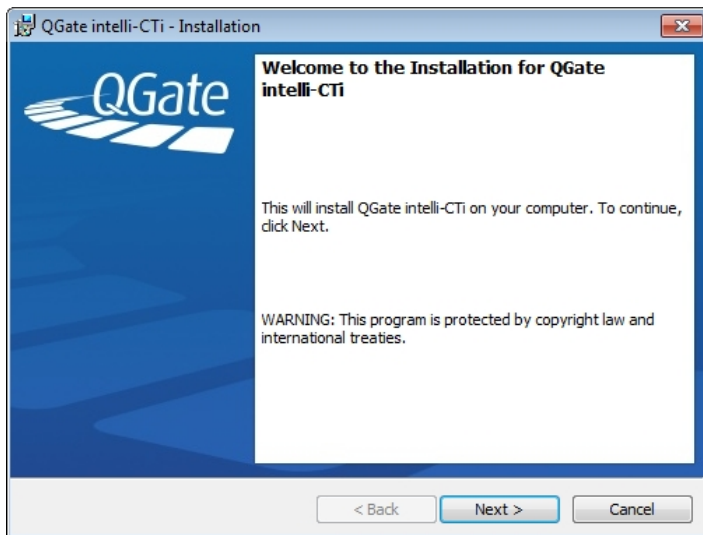 QGate intelli-CTi - Installation
QGate
Welcome to the Installation for QGate
intelli-CTi
This will install QGate intelli-CTi on your computer. To continue,
click Next.
WARNING: This program is protected by copyright law and
international treaties.
< Back Next > Cancel